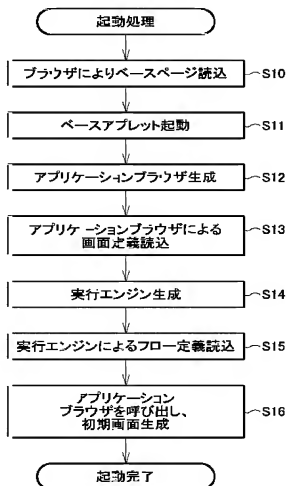 起動処理
ブラウザによりベースページ読込 S10
ベースアプレット起動 S11
アプリケーションブラウザ生成 S12
アプリケーションブラウザによる
画面定義読込 S13
実行エンジン生成 S14
実行エンジンによるフロー定義読込 S15
アプリケーション
ブラウザを呼び出し、 S16
初期画面生成
起動完了